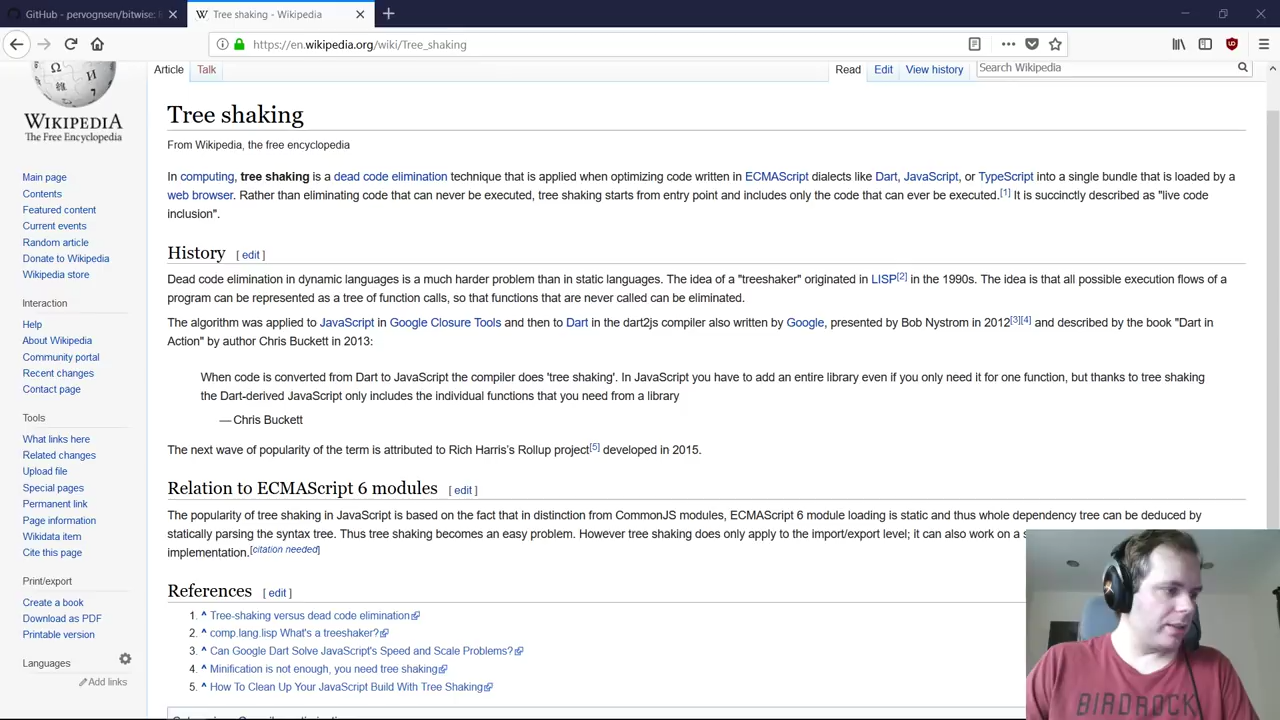 GitHub - pervognsen/bitwise: E
Tree shaking - Wikipedia
https://en.wikipedia.org/wiki/Tree_shaking
WIKIPEDIA
The Free Encyclopedia
Main page
Contents
Featured content
Current events
Random article
Donate to Wikipedia
Wikipedia store
Interaction
Help
About Wikipedia
Community portal
Recent changes
Contact page
Tools
What links here
Related changes
Upload file
Special pages
Permanent link
Page information
Wikidata item
Cite this page
Print/export
Create a book
Download as PDF
Printable version
Languages
Add links
Article Talk
Read Edit View history
Search Wikipedia
Tree shaking
From Wikipedia, the free encyclopedia
In computing, tree shaking is a dead code elimination technique that is applied when optimizing code written in ECMAScript dialects like Dart, JavaScript, or TypeScript into a single bundle that is loaded by a
web browser. Rather than eliminating code that can never be executed, tree shaking starts from entry point and includes only the code that can ever be executed.[1] It is succinctly described as "live code
inclusion".
History [ edit ]
Dead code elimination in dynamic languages is a much harder problem than in static languages. The idea of a "treeshaker" originated in LISP[2] in the 1990s. The idea is that all possible execution flows of a
program can be represented as a tree of function calls, so that functions that are never called can be eliminated.
The algorithm was applied to JavaScript in Google Closure Tools and then to Dart in the dart2js compiler also written by Google, presented by Bob Nystrom in 2012[3][4] and described by the book "Dart in
Action" by author Chris Buckett in 2013:
When code is converted from Dart to JavaScript the compiler does 'tree shaking'. In JavaScript you have to add an entire library even if you only need it for one function, but thanks to tree shaking
the Dart-derived JavaScript only includes the individual functions that you need from a library
— Chris Buckett
The next wave of popularity of the term is attributed to Rich Harris's Rollup project[5] developed in 2015.
Relation to ECMAScript 6 modules [ edit ]
The popularity of tree shaking in JavaScript is based on the fact that in distinction from CommonJS modules, ECMAScript 6 module loading is static and thus whole dependency tree can be deduced by
statically parsing the syntax tree. Thus tree shaking becomes an easy problem. However tree shaking does only apply to the import/export level; it can also work on a s
implementation.[citation needed]
References [ edit ]
1. ^ Tree-shaking versus dead code elimination
2. ^ comp.lang.lisp What's a treeshaker?
3. ^ Can Google Dart Solve JavaScript's Speed and Scale Problems?
4. ^ Minification is not enough, you need tree shaking
5. ^ How To Clean Up Your JavaScript Build With Tree Shaking
BIRDROCK